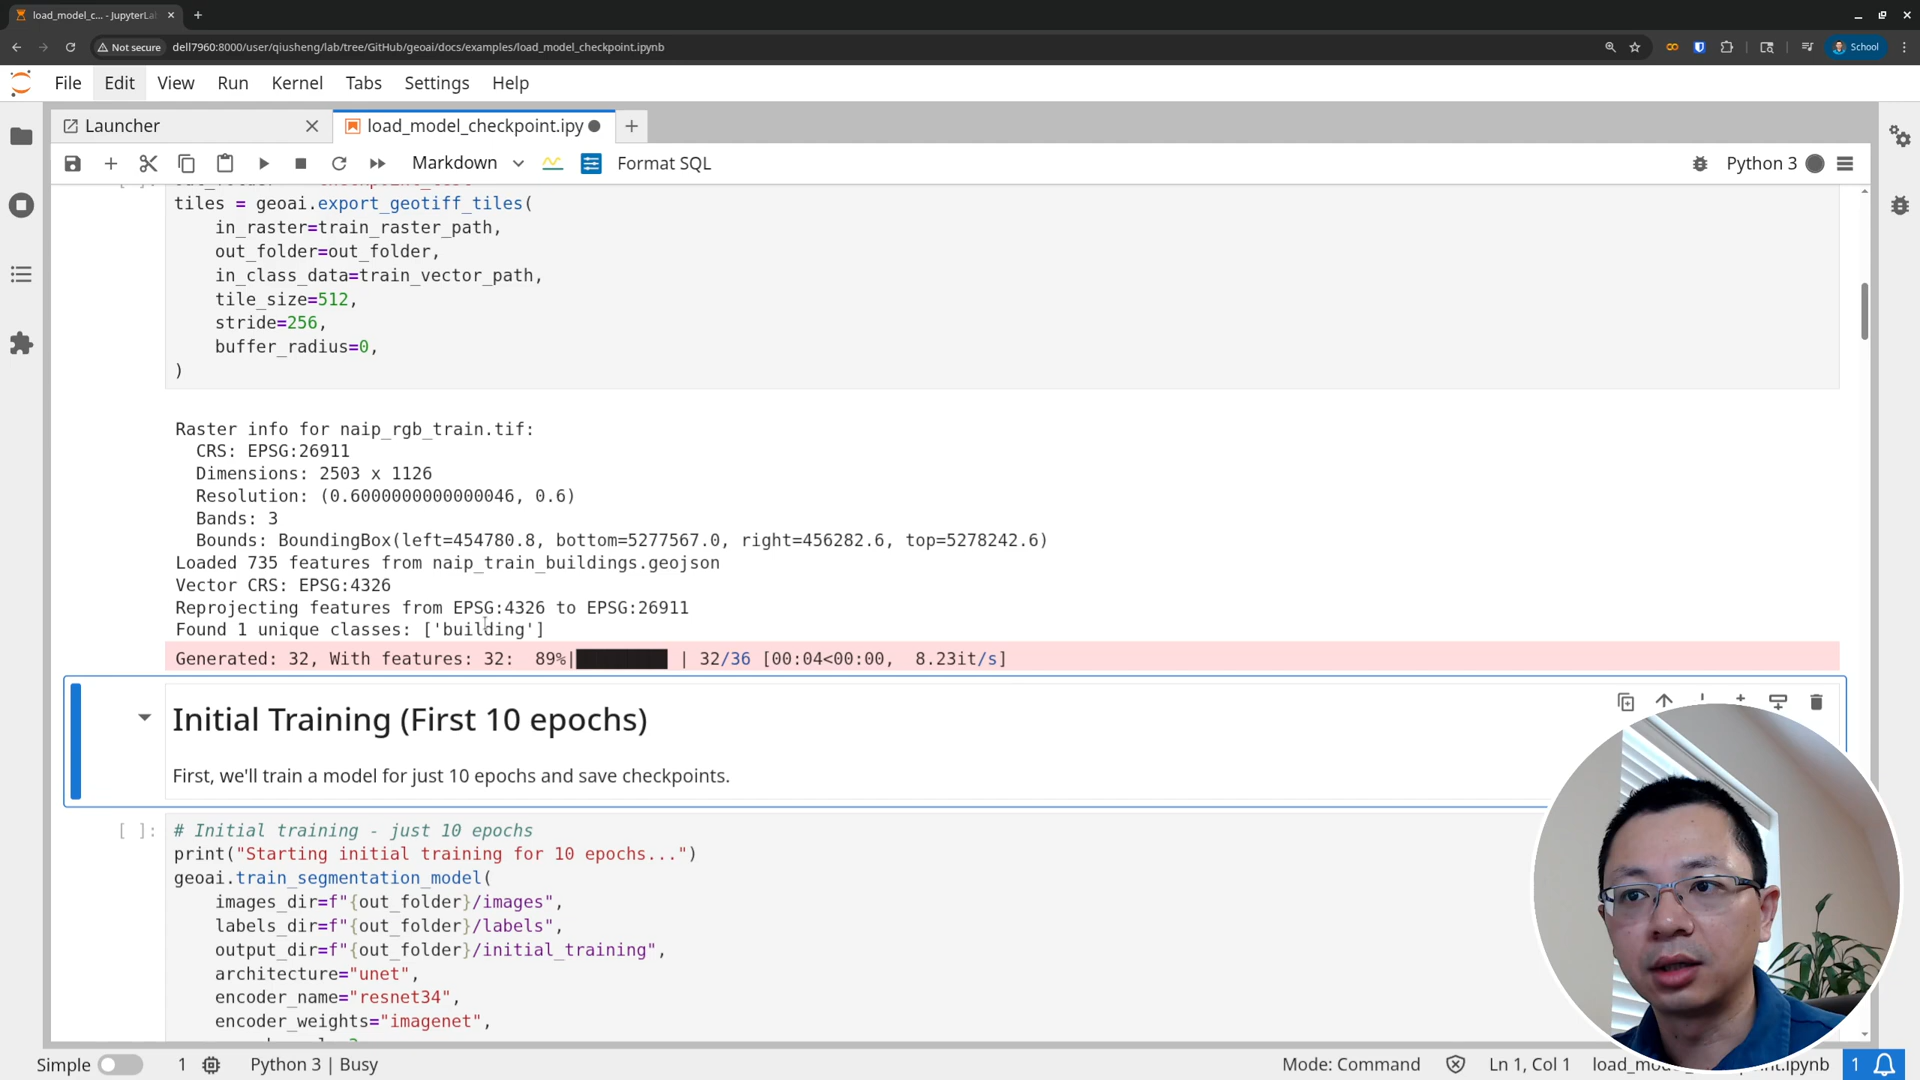 load_model_c... - JupyterLab
Not secure
dell7960:8000/user/qiusheng/lab/tree/GitHub/geoai/docs/examples/load_model_checkpoint.ipynb
School
File Edit View Run Kernel Tabs Settings Help
Launcher
load_model_checkpoint.ipy
Markdown
Format SQL
Python 3
tiles = geoai.export_geotiff_tiles(
in_raster=train_raster_path,
out_folder=out_folder,
in_class_data=train_vector_path,
tile_size=512,
stride=256,
buffer_radius=0,
)
Raster info for naip_rgb_train.tif:
CRS: EPSG:26911
Dimensions: 2503 x 1126
Resolution: (0.6000000000000046, 0.6)
Bands: 3
Bounds: BoundingBox(left=454780.8, bottom=5277567.0, right=456282.6, top=5278242.6)
Loaded 735 features from naip_train_buildings.geojson
Vector CRS: EPSG:4326
Reprojecting features from EPSG:4326 to EPSG:26911
Found 1 unique classes: ['building']
Generated: 32, With features: 32:  89%| | 32/36 [00:04<00:00,  8.23it/s]
Initial Training (First 10 epochs)
First, we'll train a model for just 10 epochs and save checkpoints.
[ ]: # Initial training - just 10 epochs
print("Starting initial training for 10 epochs...")
geoai.train_segmentation_model(
images_dir=f"{out_folder}/images",
labels_dir=f"{out_folder}/labels",
output_dir=f"{out_folder}/initial_training",
architecture="unet",
encoder_name="resnet34",
encoder_weights="imagenet",
Simple
1
Python 3 | Busy
Mode: Command
Ln 1, Col 1
1